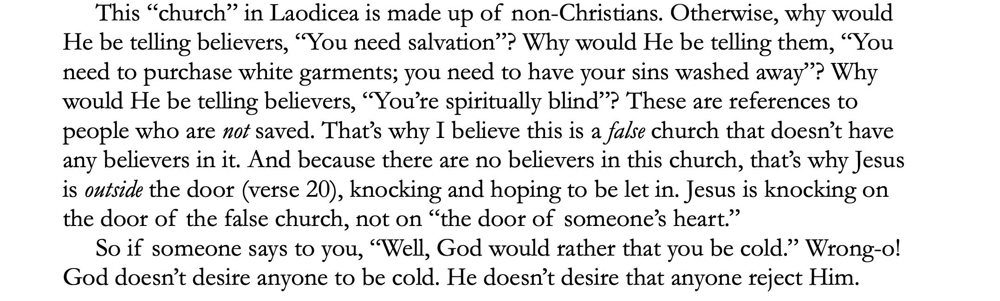 This “church” in Laodicea is made up of non-Christians. Otherwise, why would
He be telling believers, “You need salvation”? Why would He be telling them, “You
need to purchase white garments; you need to have your sins washed away”? Why
would He be telling believers, “You’re spiritually blind”? These are references to
people who are not saved. That’s why I believe this is a false church that doesn’t have
any believers in it. And because there are no believers in this church, that’s why Jesus
is outside the door (verse 20), knocking and hoping to be let in. Jesus is knocking on
the door of the false church, not on “the door of someone’s heart.”
So if someone says to you, “Well, God would rather that you be cold.” Wrong-o!
God doesn’t desire anyone to be cold. He doesn’t desire that anyone reject Him.